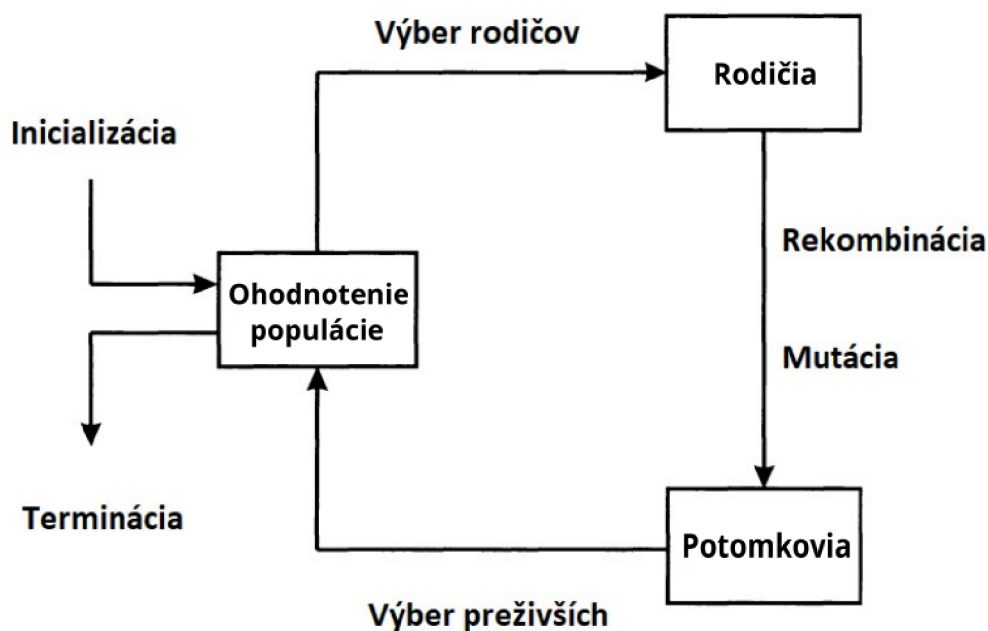 Výber rodičov
Rodičia
Inicializácia
Rekombinácia
Ohodnotenie
populácie
Mutácia
Terminácia
Potomkovia
Výber preživších